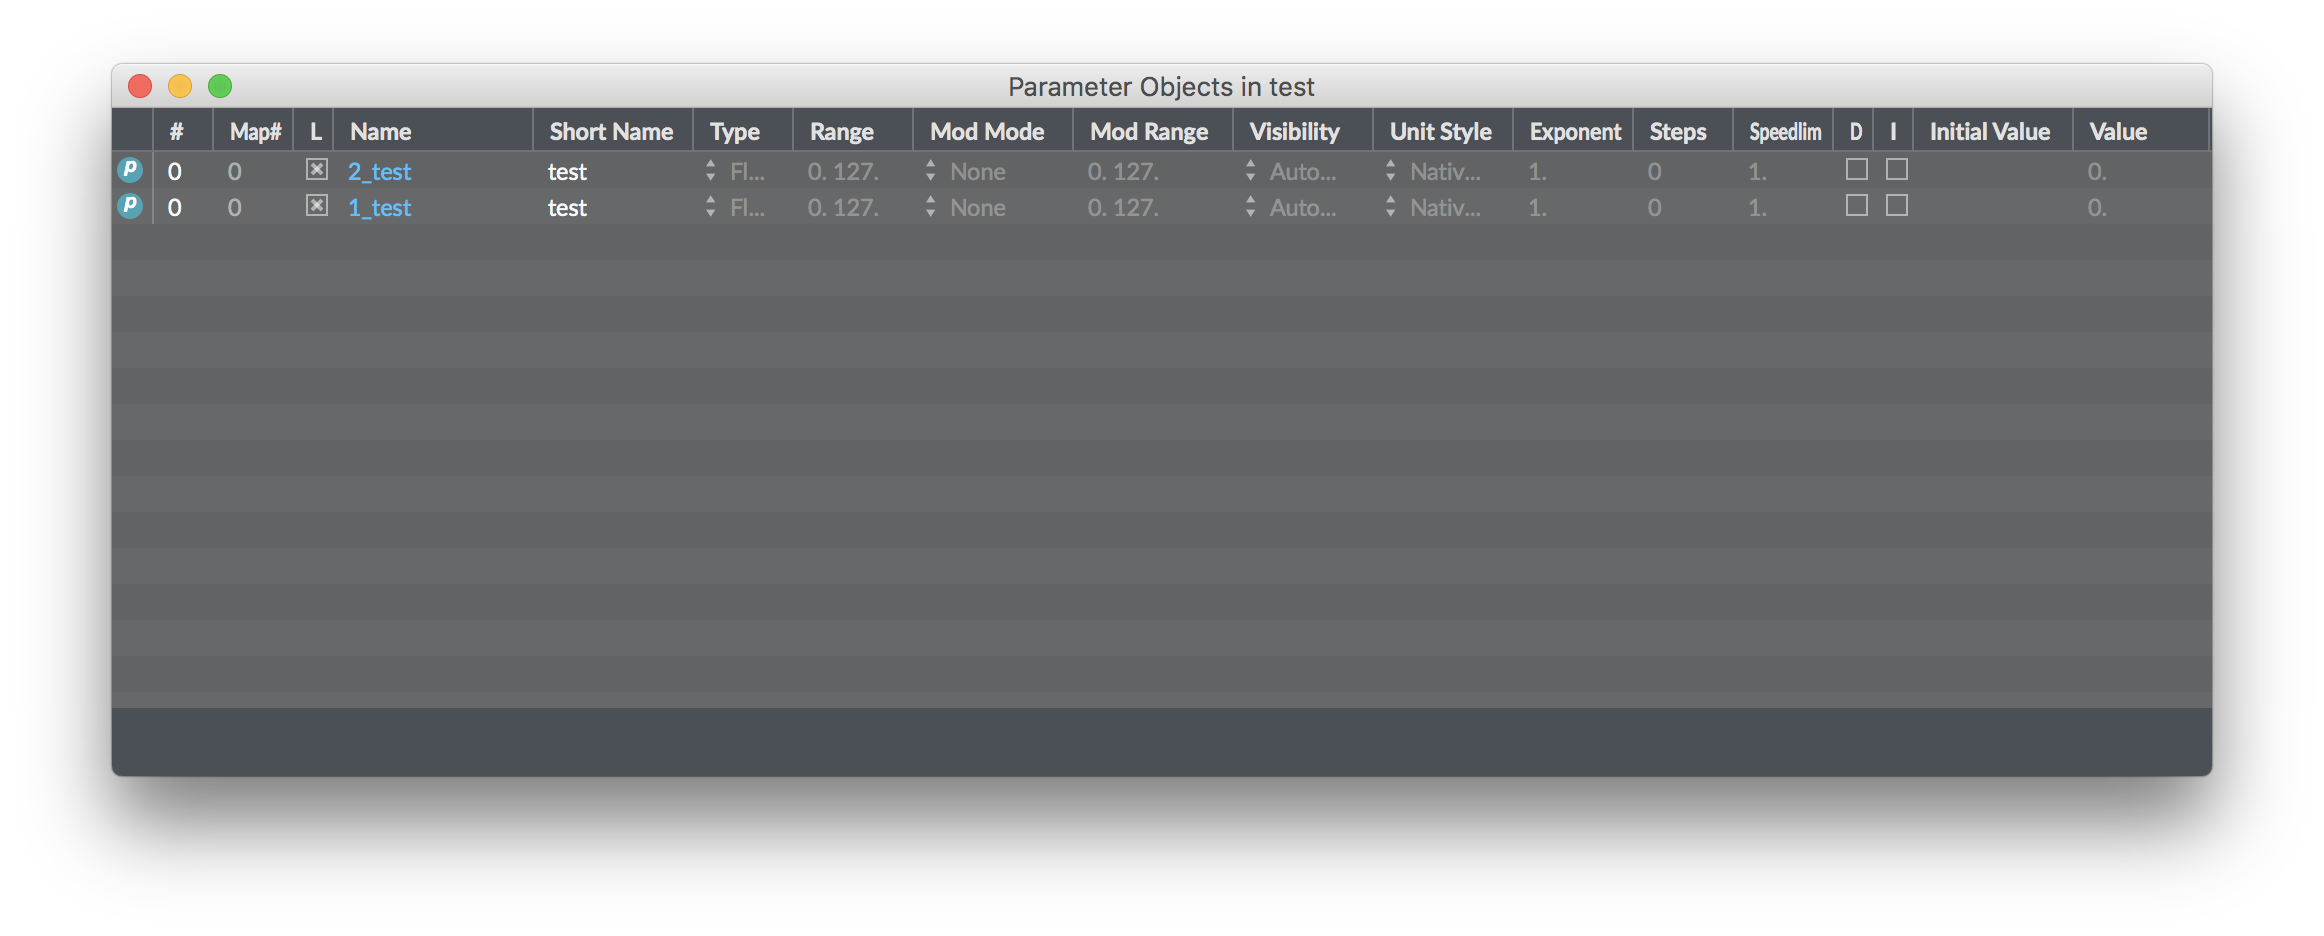 Parameter Objects in test
# Map# L Name Short Name Type Range Mod Mode Mod Range Visibility Unit Style Exponent Steps Speedlim D I Initial Value Value
p 0 0 2_test test Fl... 0. 127. None 0. 127. Auto... Nativ... 1. 0 1. 0.
p 0 0 1_test test Fl... 0. 127. None 0. 127. Auto... Nativ... 1. 0 1. 0.